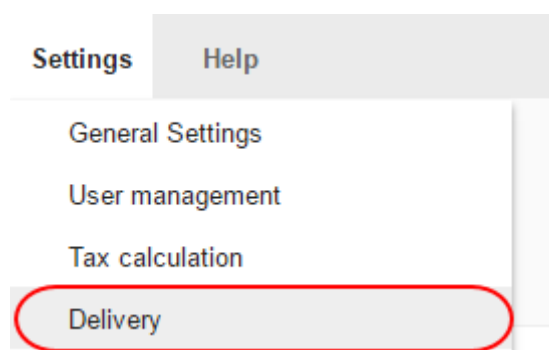 Settings Help
General Settings
User management
Tax calculation
Delivery